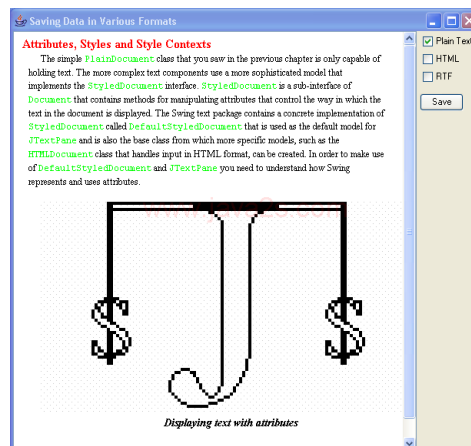 Saving Data in Various Formats
Attributes, Styles and Style Contexts
The simple PlainDocument class that you saw in the previous chapter is only capable of
holding text. The more complex text components use a more sophisticated model that
implements the StyledDocument interface. StyledDocument is a sub-interface of
Document that contains methods for manipulating attributes that control the way in which the
text in the document is displayed. The Swing text package contains a concrete implementation of
StyledDocument called DefaultStyledDocument that is used as the default model for
JTextPane and is also the base class from which more specific models, such as the
HTMLDocument class that handles input in HTML format, can be created. In order to make use
of DefaultStyledDocument and JTextPane you need to understand how Swing
represents and uses attributes.
www.java2s.com
$ J $
Displaying text with attributes
Plain Text
HTML
RTF
Save